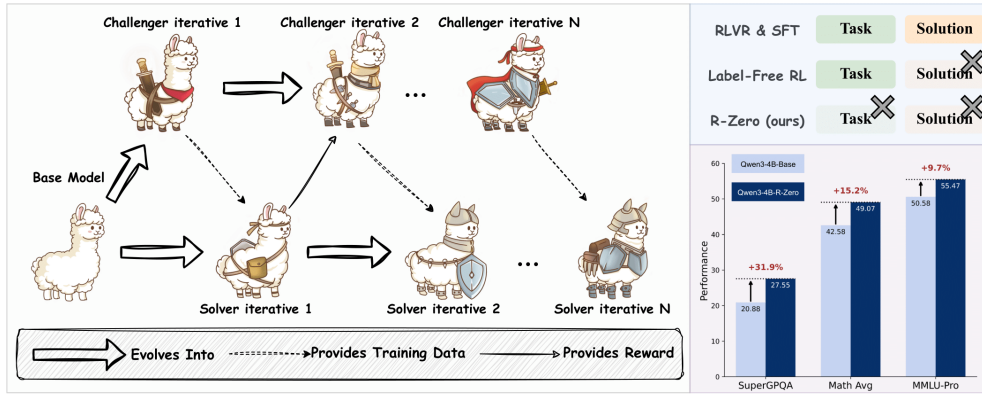 Challenger iterative 1
Challenger iterative 2
Challenger iterative N
...
Base Model
...
Solver iterative 1
Solver iterative 2
Solver iterative N
Evolves Into
Provides Training Data
Provides Reward
RLVR & SFT
Task
Solution
Label-Free RL
Task
Solution
R-Zero (ours)
Task
Solution
Performance
60
50
40
30
20
10
0
Qwen3-4B-Base
Qwen3-4B-R-Zero
+31.9%
20.88
27.55
+15.2%
42.58
49.07
+9.7%
50.58
55.47
SuperGPQA
Math Avg
MMLU-Pro